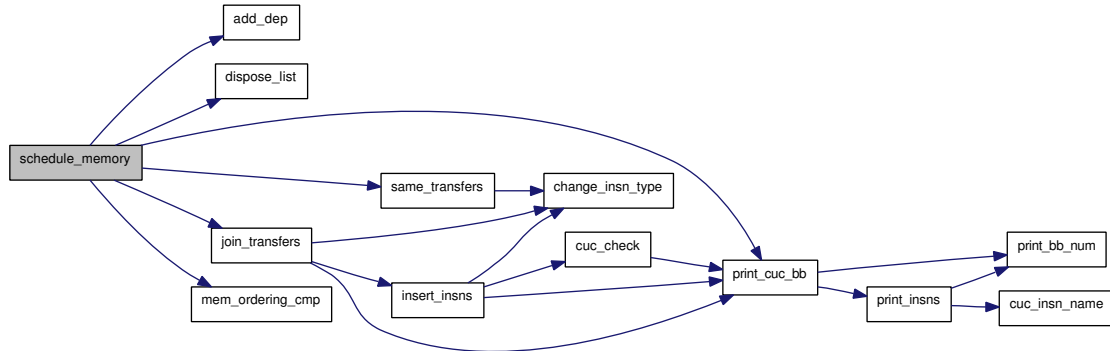 add_dep
dispose_list
schedule_memory
same_transfers
change_insn_type
join_transfers
cuc_check
print_cuc_bb
print_bb_num
mem_ordering_cmp
insert_insns
print_insns
cuc_insn_name